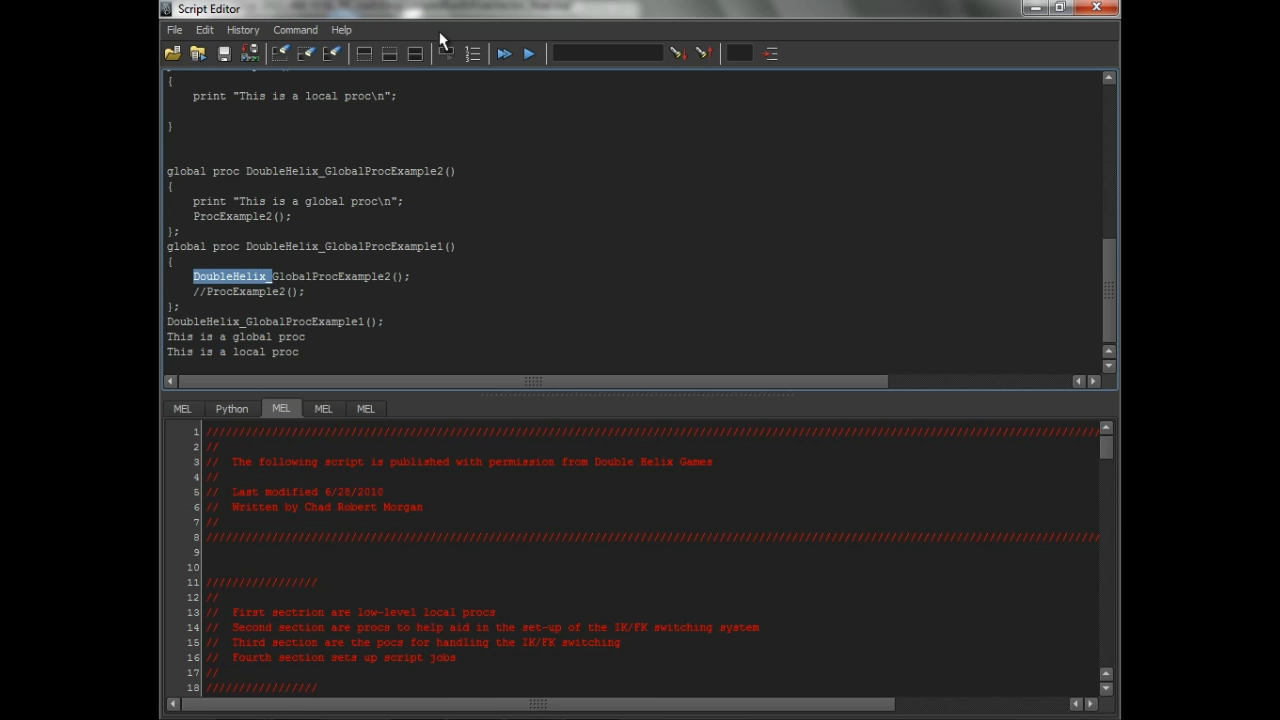 Script Editor
File Edit History Command Help
{
print "This is a local proc\n";
}
global proc DoubleHelix_GlobalProcExample2()
{
print "This is a global proc\n";
ProcExample2();
};
global proc DoubleHelix_GlobalProcExample1()
{
DoubleHelix_GlobalProcExample2();
//ProcExample2();
};
DoubleHelix_GlobalProcExample1();
This is a global proc
This is a local proc
MEL Python MEL MEL MEL
1 ////////////////////////////////////////////////////////////////////////////////////////////////////////////////////////////////////////
2 //
3 // The following script is published with permission from Double Helix Games
4 //
5 // Last modified 6/28/2010
6 // Written by Chad Robert Morgan
7 //
8 ////////////////////////////////////////////////////////////////////////////////////////////////////////////////////////////////////////
9
10
11 /////////////////
12 //
13 // First sectrion are low-level local procs
14 // Second section are procs to help aid in the set-up of the IK/FK switching system
15 // Third section are the pocs for handling the IK/FK switching
16 // Fourth section sets up script jobs
17 //
18 /////////////////